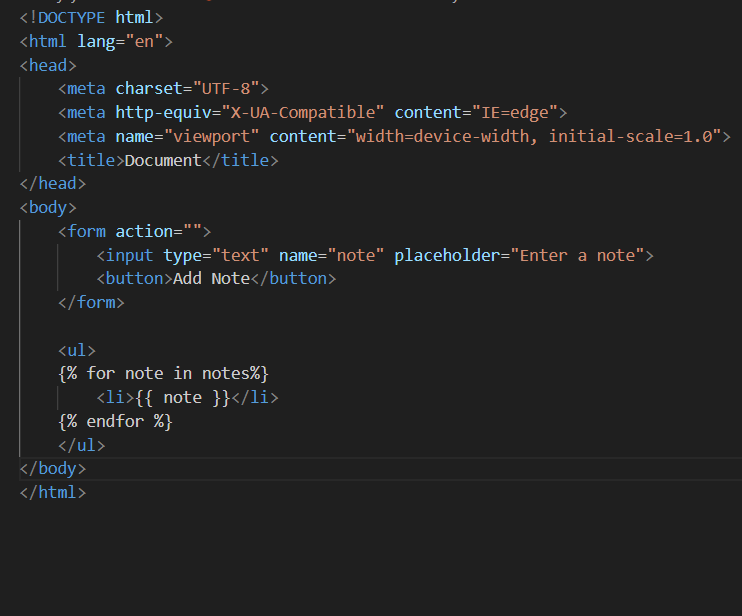 <!DOCTYPE html>
<html lang="en">
<head>
    <meta charset="UTF-8">
    <meta http-equiv="X-UA-Compatible" content="IE=edge">
    <meta name="viewport" content="width=device-width, initial-scale=1.0">
    <title>Document</title>
</head>
<body>
    <form action="">
        <input type="text" name="note" placeholder="Enter a note">
        <button>Add Note</button>
    </form>

    <ul>
    {% for note in notes%}
        <li>{{ note }}</li>
    {% endfor %}
    </ul>
</body>
</html>